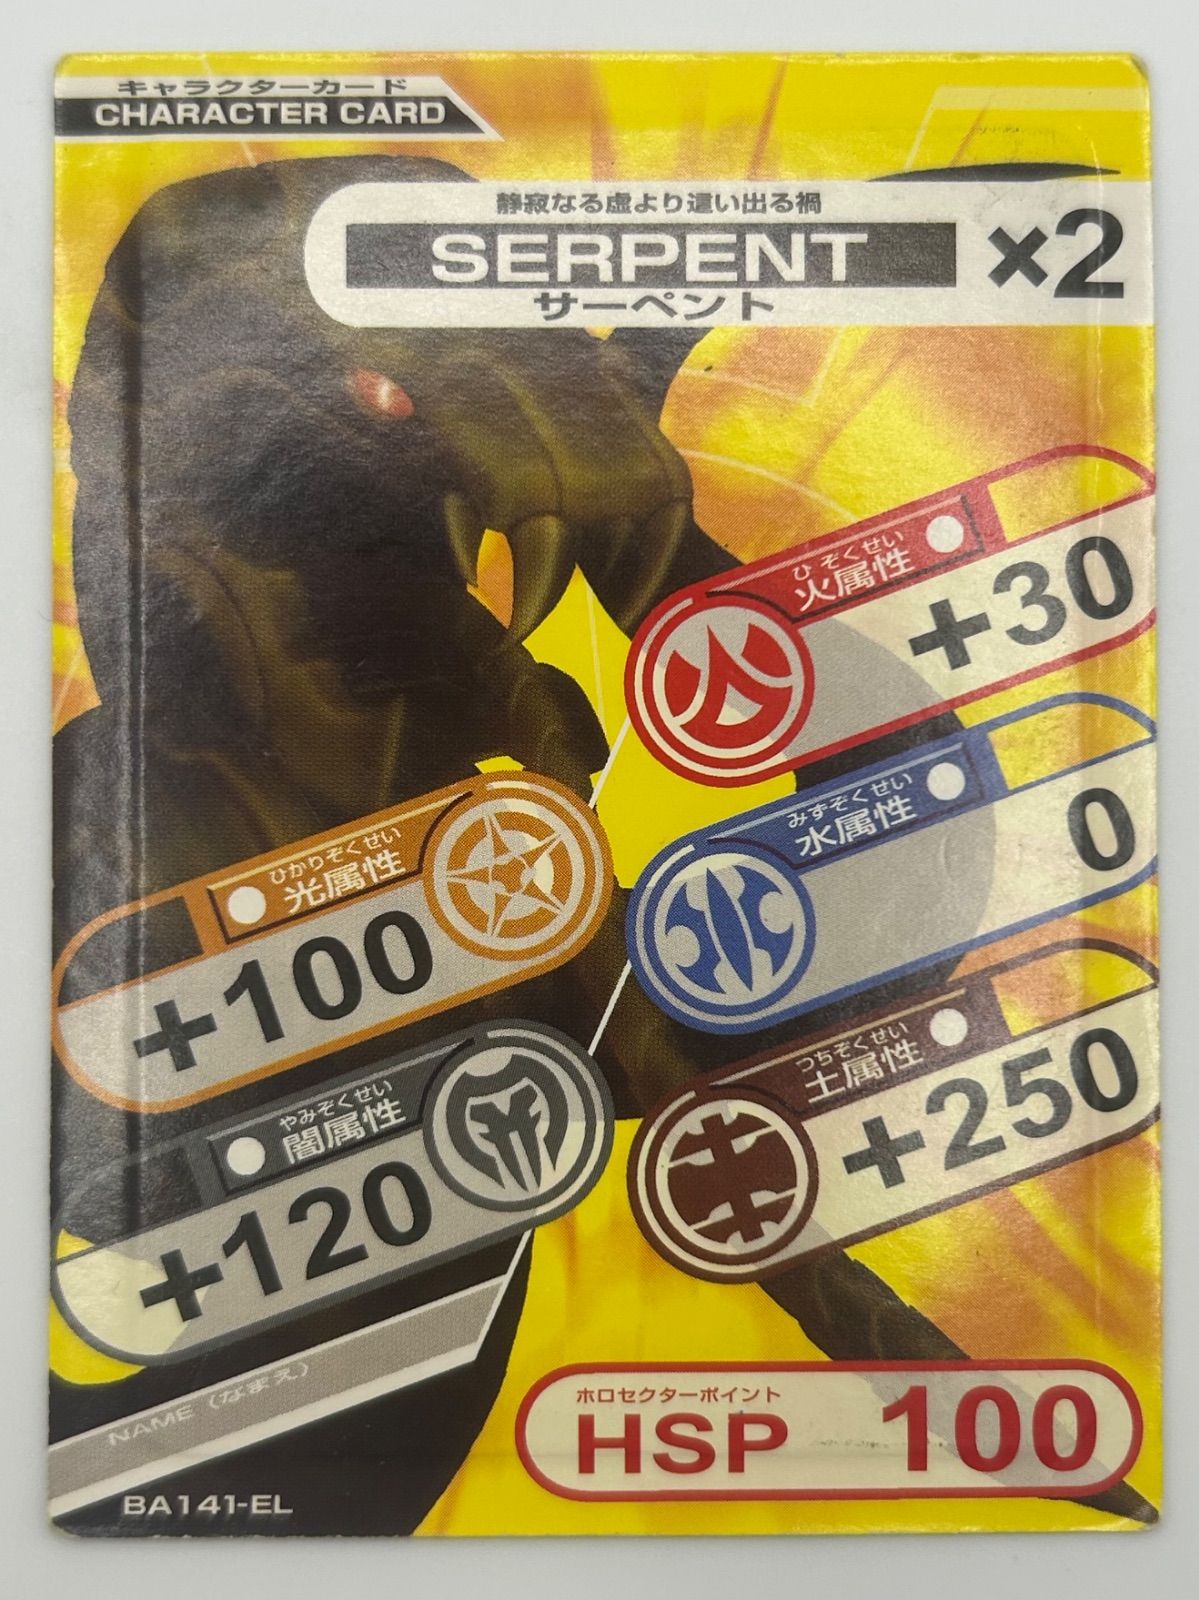 キャラクターカード
CHARACTER CARD
静寂なる虚より這い出る禍
SERPENT
×2
サーペント
ひぞくせい
火属性
+30
みずぞくせい
水属性
0
ひかりぞくせい
光属性
+100
つちぞくせい
土属性
+250
やみぞくせい
闇属性
+120
NAME（なまえ）
ホロセクターポイント
HSP 100
BA141-EL